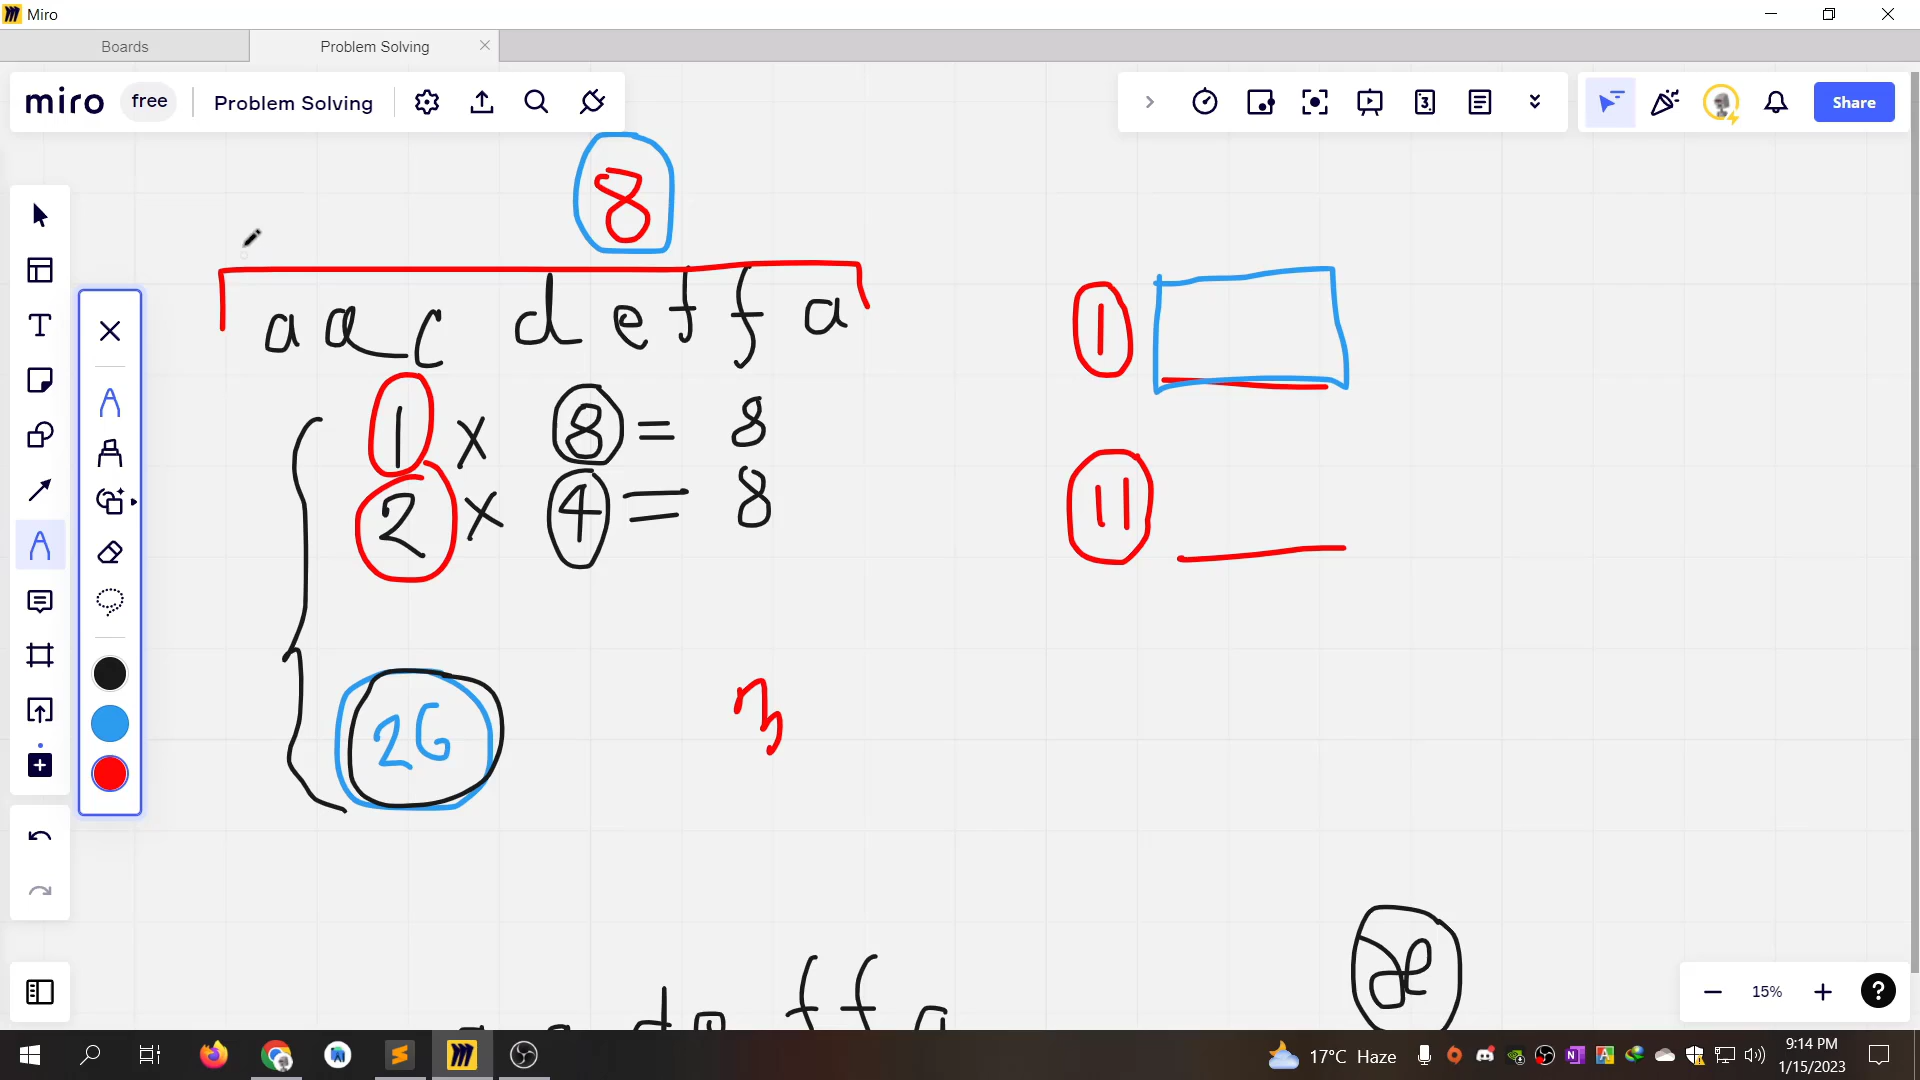 Miro
Boards
Problem Solving
miro free Problem Solving
3
Share
8
a a c d e f f a
1 x 8 = 8
2 x 4 = 8
26
1
11
T
15%
?
17°C Haze
9:14 PM
1/15/2023